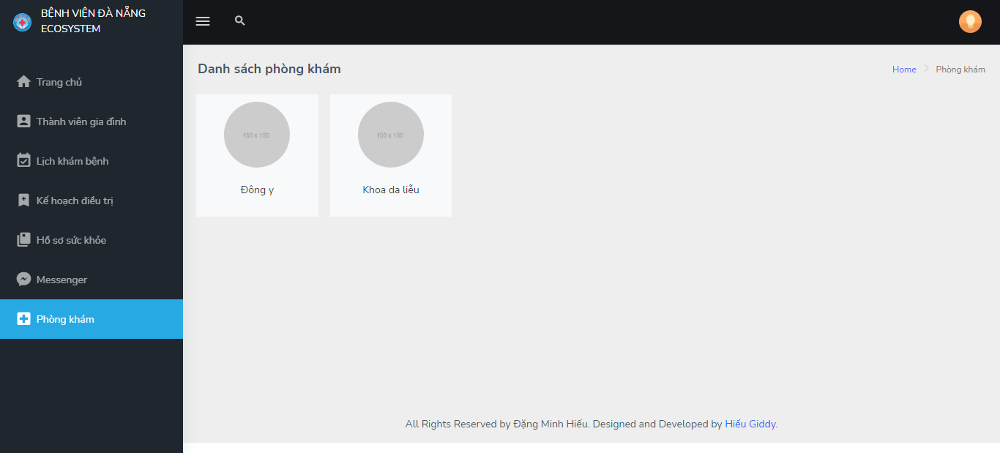 BỆNH VIỆN ĐÀ NẴNG
ECOSYSTEM
Trang chủ
Thành viên gia đình
Lịch khám bệnh
Kế hoạch điều trị
Hồ sơ sức khỏe
Messenger
Phòng khám
Danh sách phòng khám
Home
Phòng khám
150 x 150
150 x 150
Đông y
Khoa da liễu
All Rights Reserved by Đặng Minh Hiếu. Designed and Developed by Hiếu Giddy.